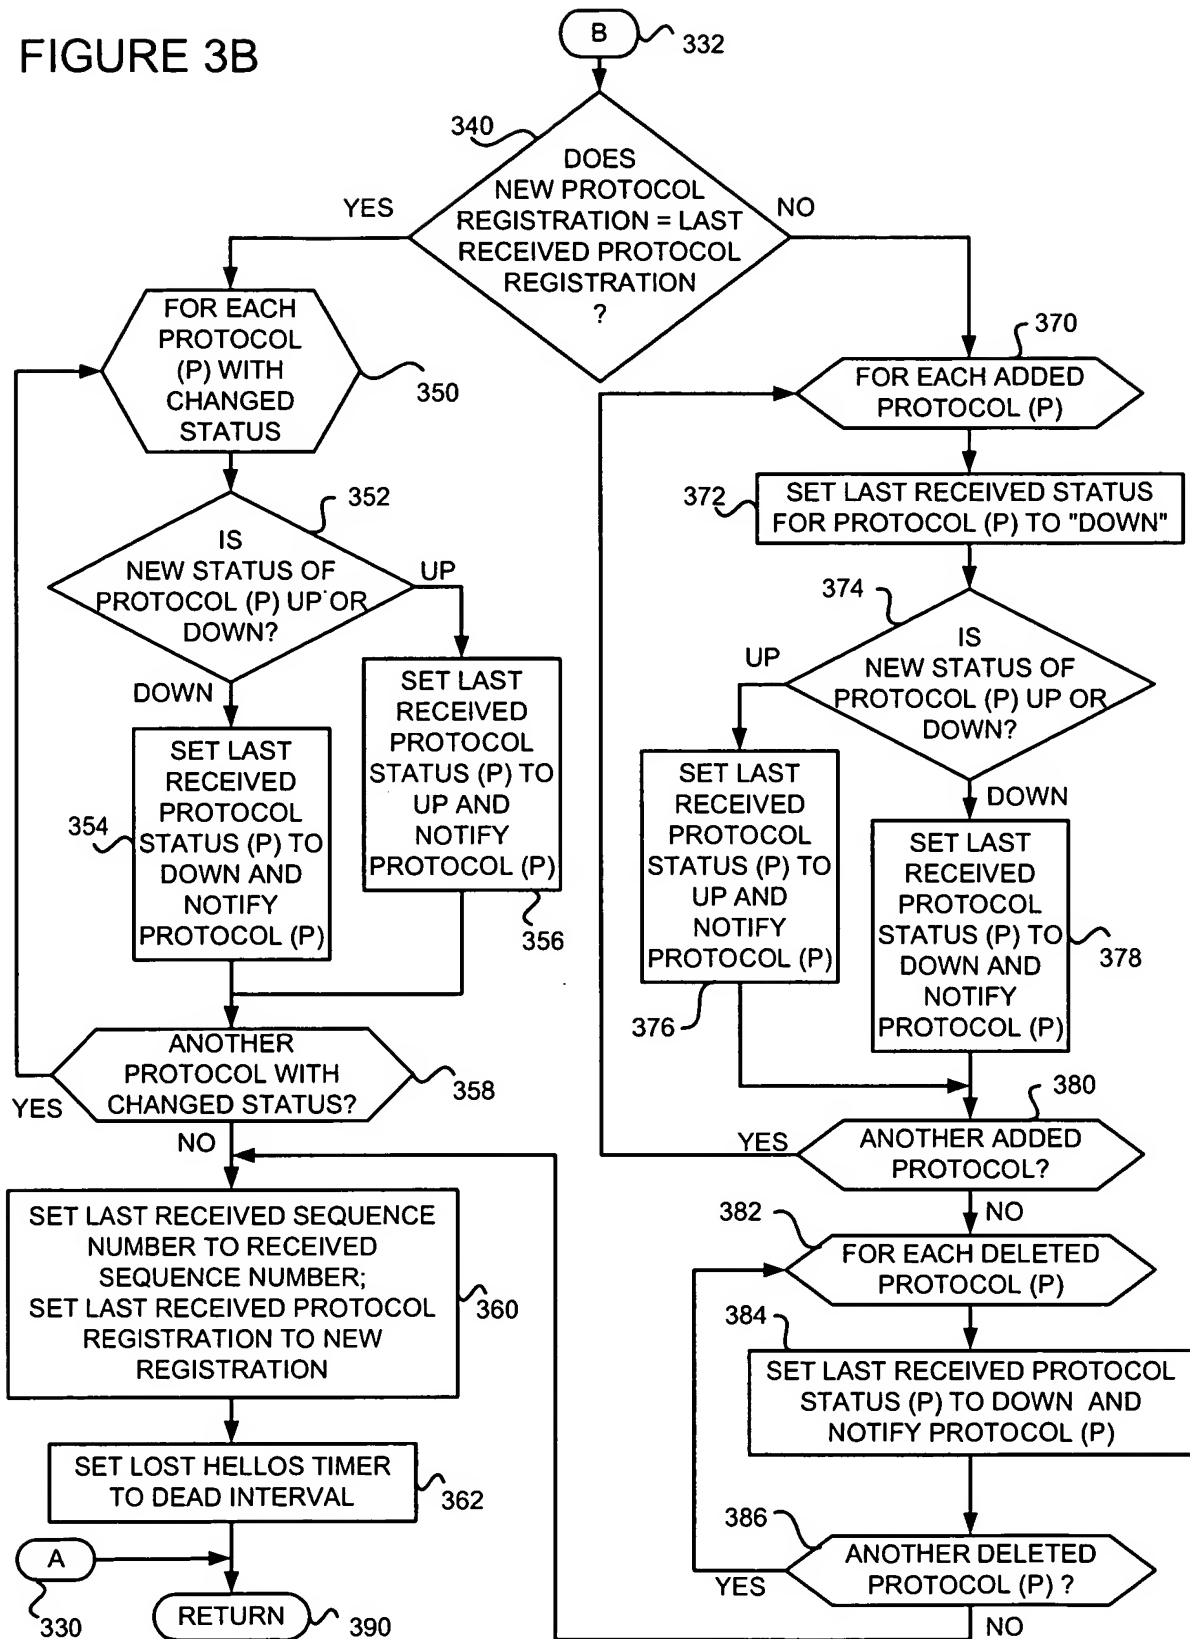 FIGURE 3B
B
332
340
DOES
NEW PROTOCOL
REGISTRATION = LAST
RECEIVED PROTOCOL
REGISTRATION
?
YES
NO
FOR EACH
PROTOCOL
(P) WITH
CHANGED
STATUS
350
352
IS
NEW STATUS OF
PROTOCOL (P) UP OR
DOWN?
UP
DOWN
SET LAST
RECEIVED
PROTOCOL
STATUS (P) TO
DOWN AND
NOTIFY
PROTOCOL (P)
354
SET LAST
RECEIVED
PROTOCOL
STATUS (P) TO
UP AND
NOTIFY
PROTOCOL (P)
356
ANOTHER
PROTOCOL WITH
CHANGED STATUS?
358
YES
NO
SET LAST RECEIVED SEQUENCE
NUMBER TO RECEIVED
SEQUENCE NUMBER;
SET LAST RECEIVED PROTOCOL
REGISTRATION TO NEW
REGISTRATION
360
SET LOST HELLOS TIMER
TO DEAD INTERVAL
362
A
330
RETURN
390
370
FOR EACH ADDED
PROTOCOL (P)
372
SET LAST RECEIVED STATUS
FOR PROTOCOL (P) TO "DOWN"
374
IS
NEW STATUS OF
PROTOCOL (P) UP OR
DOWN?
UP
DOWN
SET LAST
RECEIVED
PROTOCOL
STATUS (P) TO
UP AND
NOTIFY
PROTOCOL (P)
376
SET LAST
RECEIVED
PROTOCOL
STATUS (P) TO
DOWN AND
NOTIFY
PROTOCOL (P)
378
380
ANOTHER ADDED
PROTOCOL?
YES
NO
382
FOR EACH DELETED
PROTOCOL (P)
384
SET LAST RECEIVED PROTOCOL
STATUS (P) TO DOWN AND
NOTIFY PROTOCOL (P)
386
ANOTHER DELETED
PROTOCOL (P) ?
YES
NO